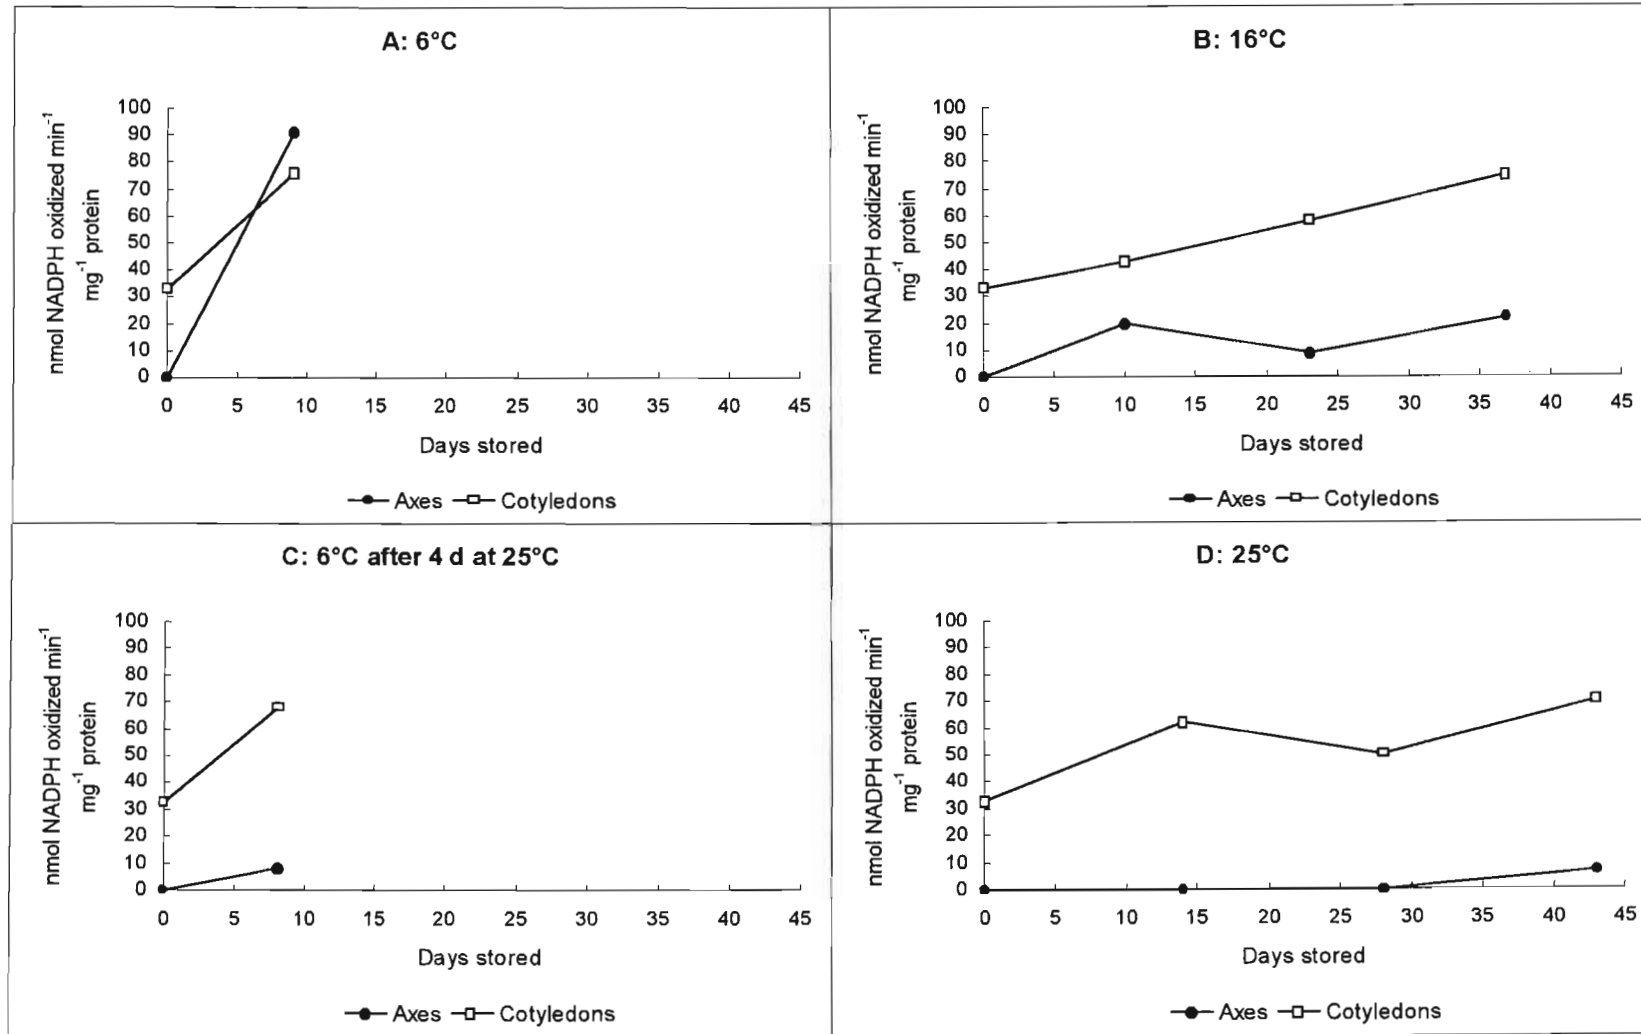 A: 6°C
nmol NADPH oxidized min⁻¹
mg⁻¹ protein
100
90
80
70
60
50
40
30
20
10
0
0 5 10 15 20 25 30 35 40 45
Days stored
Axes Cotyledons
B: 16°C
nmol NADPH oxidized min⁻¹
mg⁻¹ protein
100
90
80
70
60
50
40
30
20
10
0
0 5 10 15 20 25 30 35 40 45
Days stored
Axes Cotyledons
C: 6°C after 4 d at 25°C
nmol NADPH oxidized min⁻¹
mg⁻¹ protein
100
90
80
70
60
50
40
30
20
10
0
0 5 10 15 20 25 30 35 40 45
Days stored
Axes Cotyledons
D: 25°C
nmol NADPH oxidized min⁻¹
mg⁻¹ protein
100
90
80
70
60
50
40
30
20
10
0
0 5 10 15 20 25 30 35 40 45
Days stored
Axes Cotyledons